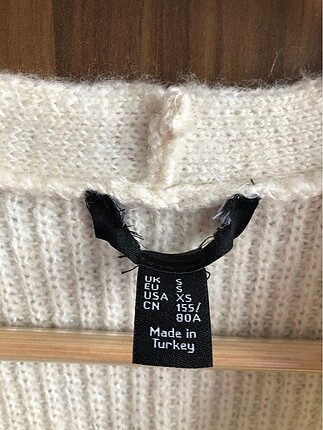 UK S
EU S
USA XS
CN 155/
80A
Made in
Turkey